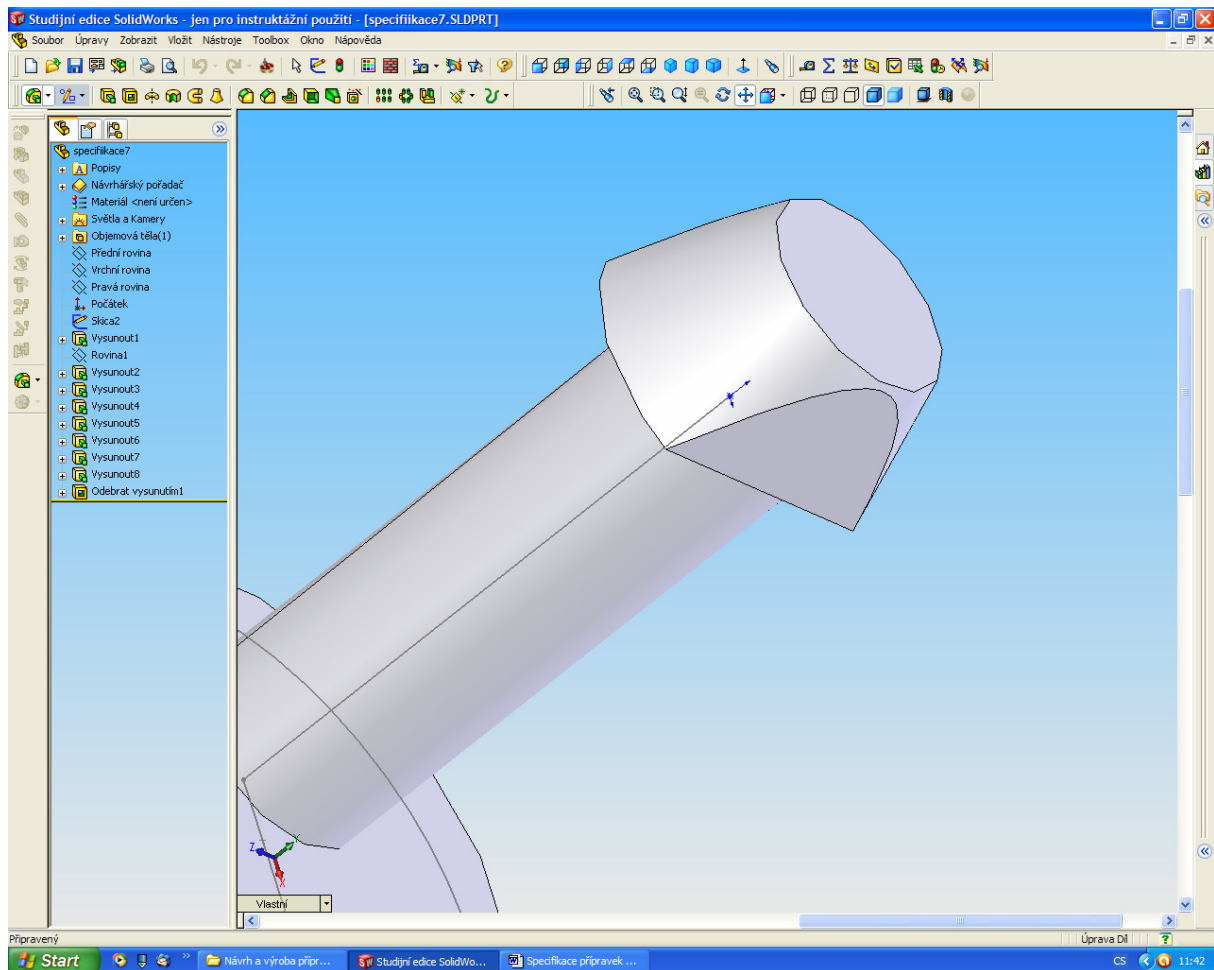 Studijní edice SolidWorks - jen pro instruktážní použití - [specifiikace7.SLDPRT]
Soubor Úpravy Zobrazit Vložit Nástroje Toolbox Okno Nápověda
specifiikace7
Popisy
Návrhářský pořadač
Materiál <není určen>
Světla a Kamery
Objemová těla(1)
Přední rovina
Vrchní rovina
Pravá rovina
Počátek
Skica2
Vysunout1
Rovina1
Vysunout2
Vysunout3
Vysunout4
Vysunout5
Vysunout6
Vysunout7
Vysunout8
Odebrat vysunutím1
Z Y
X
Vlastní
Připravený Úprava Díl
Start Návrh a výroba přípr... Studijní edice SolidWo... Specifikace přípravek ... CS 11:42